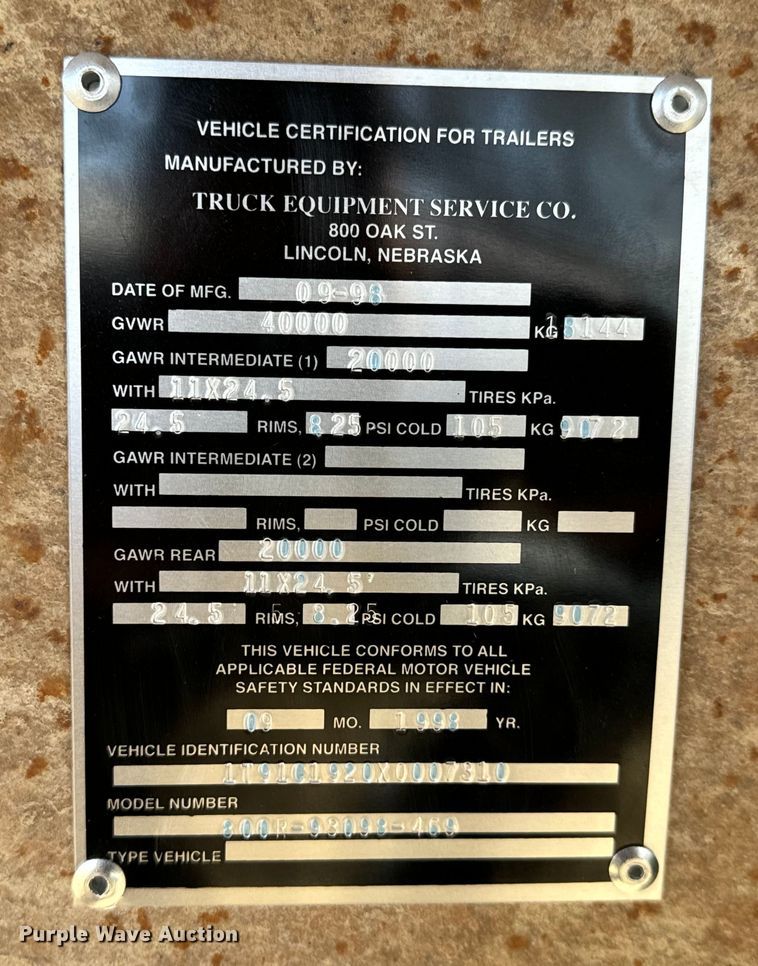 VEHICLE CERTIFICATION FOR TRAILERS
MANUFACTURED BY:
TRUCK EQUIPMENT SERVICE CO.
800 OAK ST.
LINCOLN, NEBRASKA
DATE OF MFG. 09-98
GVWR 40000 KG 18144
GAWR INTERMEDIATE (1) 20000
WITH 11X24.5 TIRES KPa.
24.5 RIMS, 8 25 PSI COLD 105 KG 9072
GAWR INTERMEDIATE (2)
WITH TIRES KPa.
RIMS, PSI COLD KG
GAWR REAR 20000
WITH 11X24.5 TIRES KPa.
24.5 RIMS, 8.25 PSI COLD 105 KG 9072
THIS VEHICLE CONFORMS TO ALL
APPLICABLE FEDERAL MOTOR VEHICLE
SAFETY STANDARDS IN EFFECT IN:
09 MO. 1998 YR.
VEHICLE IDENTIFICATION NUMBER
MODEL NUMBER
800R-93098-469
TYPE VEHICLE
Purple Wave Auction